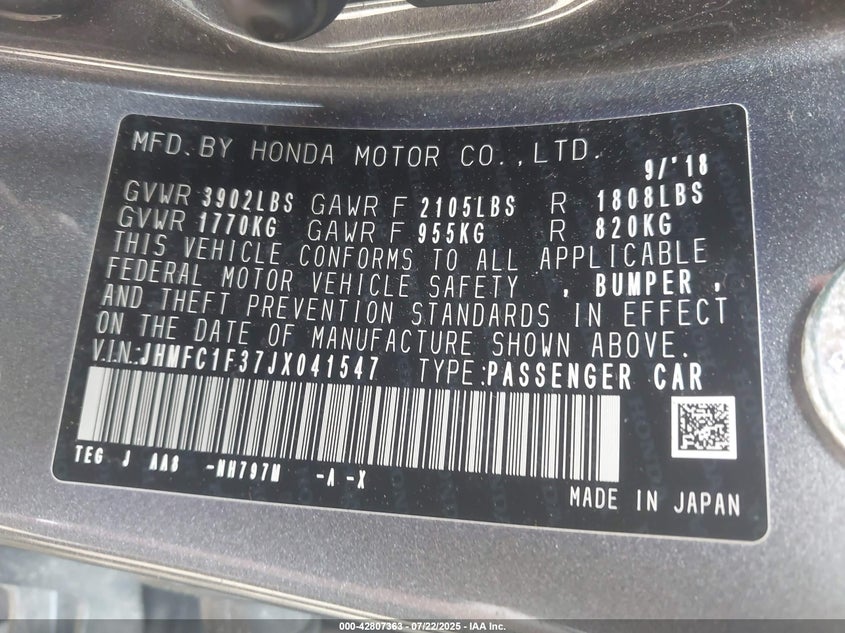 MFD. BY HONDA MOTOR CO.,LTD. 9/'18
GVWR 3902LBS GAWR F 2105LBS R 1808LBS
GVWR 1770KG GAWR F 955KG R 820KG
THIS VEHICLE CONFORMS TO ALL APPLICABLE
FEDERAL MOTOR VEHICLE SAFETY , BUMPER ,
AND THEFT PREVENTION STANDARDS IN EFFECT
ON THE DATE OF MANUFACTURE SHOWN ABOVE.
V.I.N.:JHMFC1F37JX041547 TYPE:PASSENGER CAR
TEG J AA8 -NH797M -A -X
MADE IN JAPAN
000-42807363 - 07/22/2025 - IAA Inc.